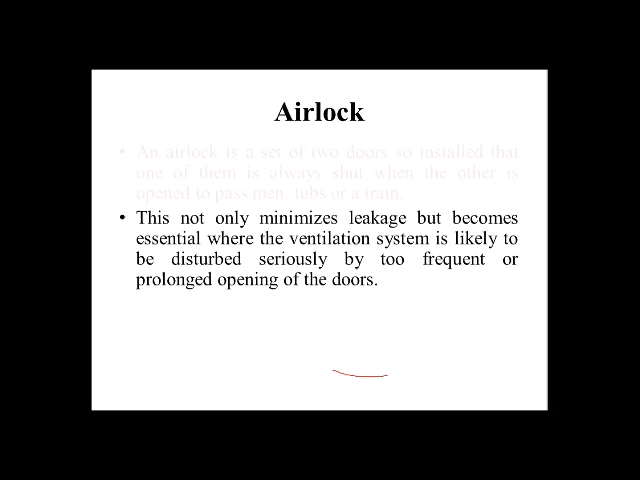 Airlock
• An airlock is a set of two doors so installed that
one of them is always shut when the other is
opened to pass men, tubs or a train.
• This not only minimizes leakage but becomes
essential where the ventilation system is likely to
be disturbed seriously by too frequent or
prolonged opening of the doors.